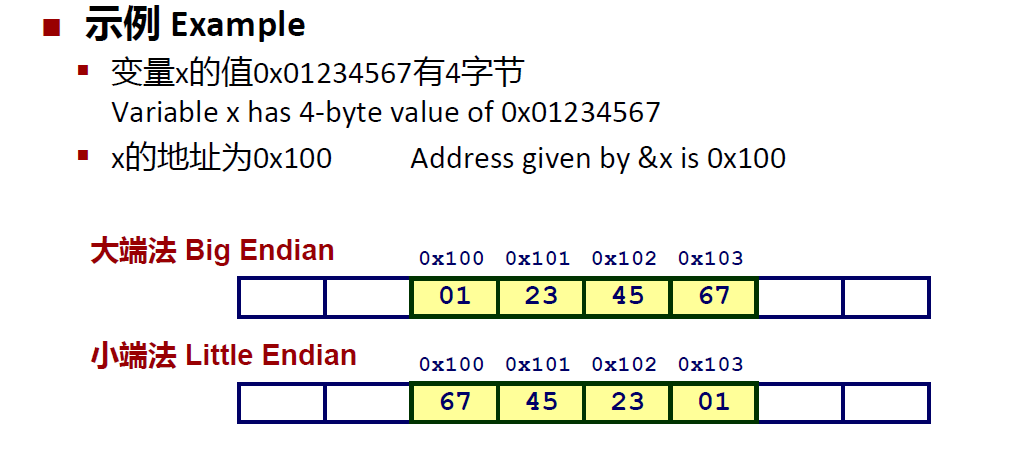 示例 Example
变量x的值0x01234567有4字节
Variable x has 4-byte value of 0x01234567
x的地址为0x100 Address given by &x is 0x100
大端法 Big Endian
0x100 0x101 0x102 0x103
01 23 45 67
小端法 Little Endian
0x100 0x101 0x102 0x103
67 45 23 01